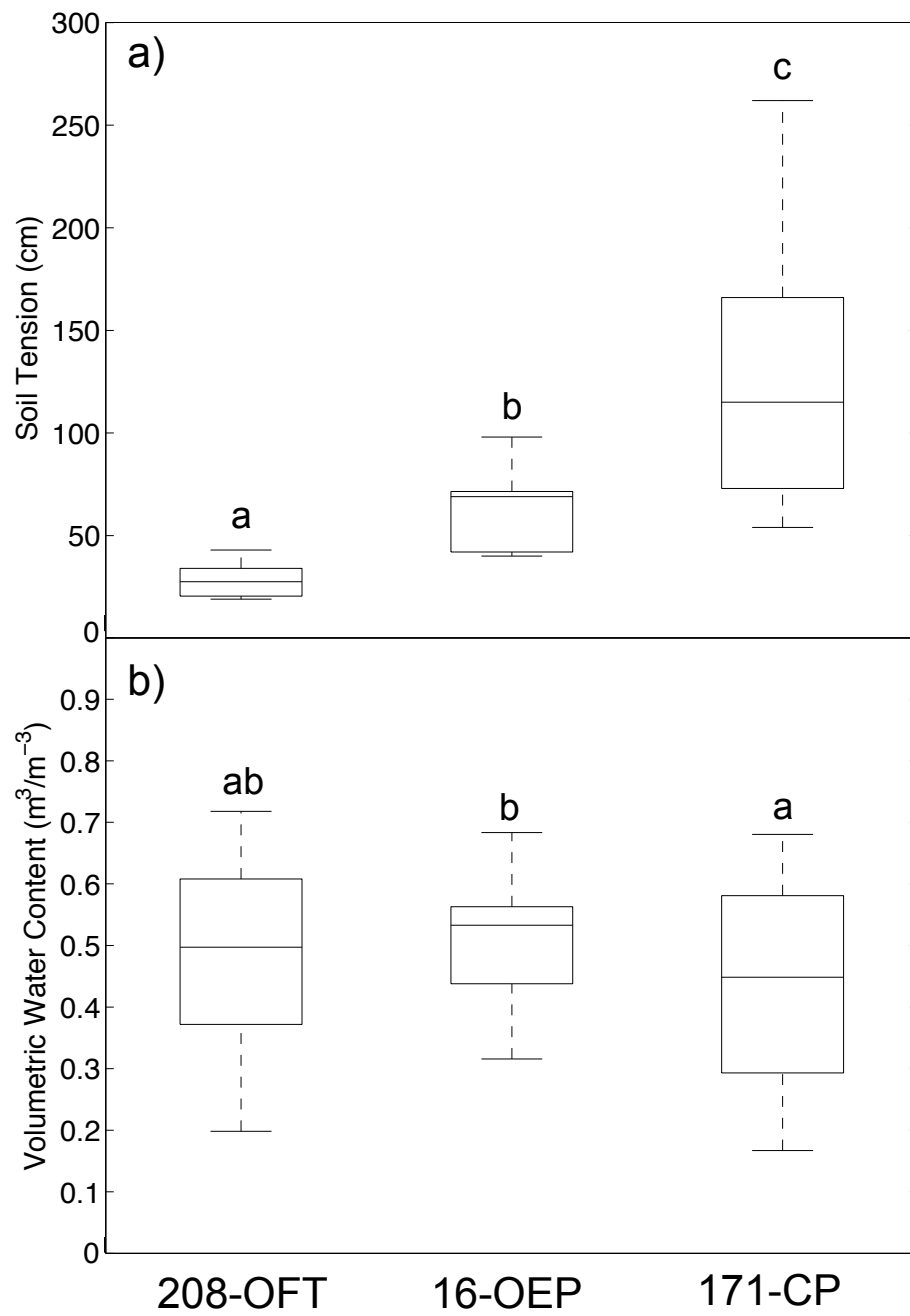 300
a)
c
250
200
Soil Tension (cm)
150
b
100
a
50
0
b)
0.9
0.8
ab
b
a
0.7
0.6
Volumetric Water Content (m³/m⁻³)
0.5
0.4
0.3
0.2
0.1
0
208-OFT 16-OEP 171-CP